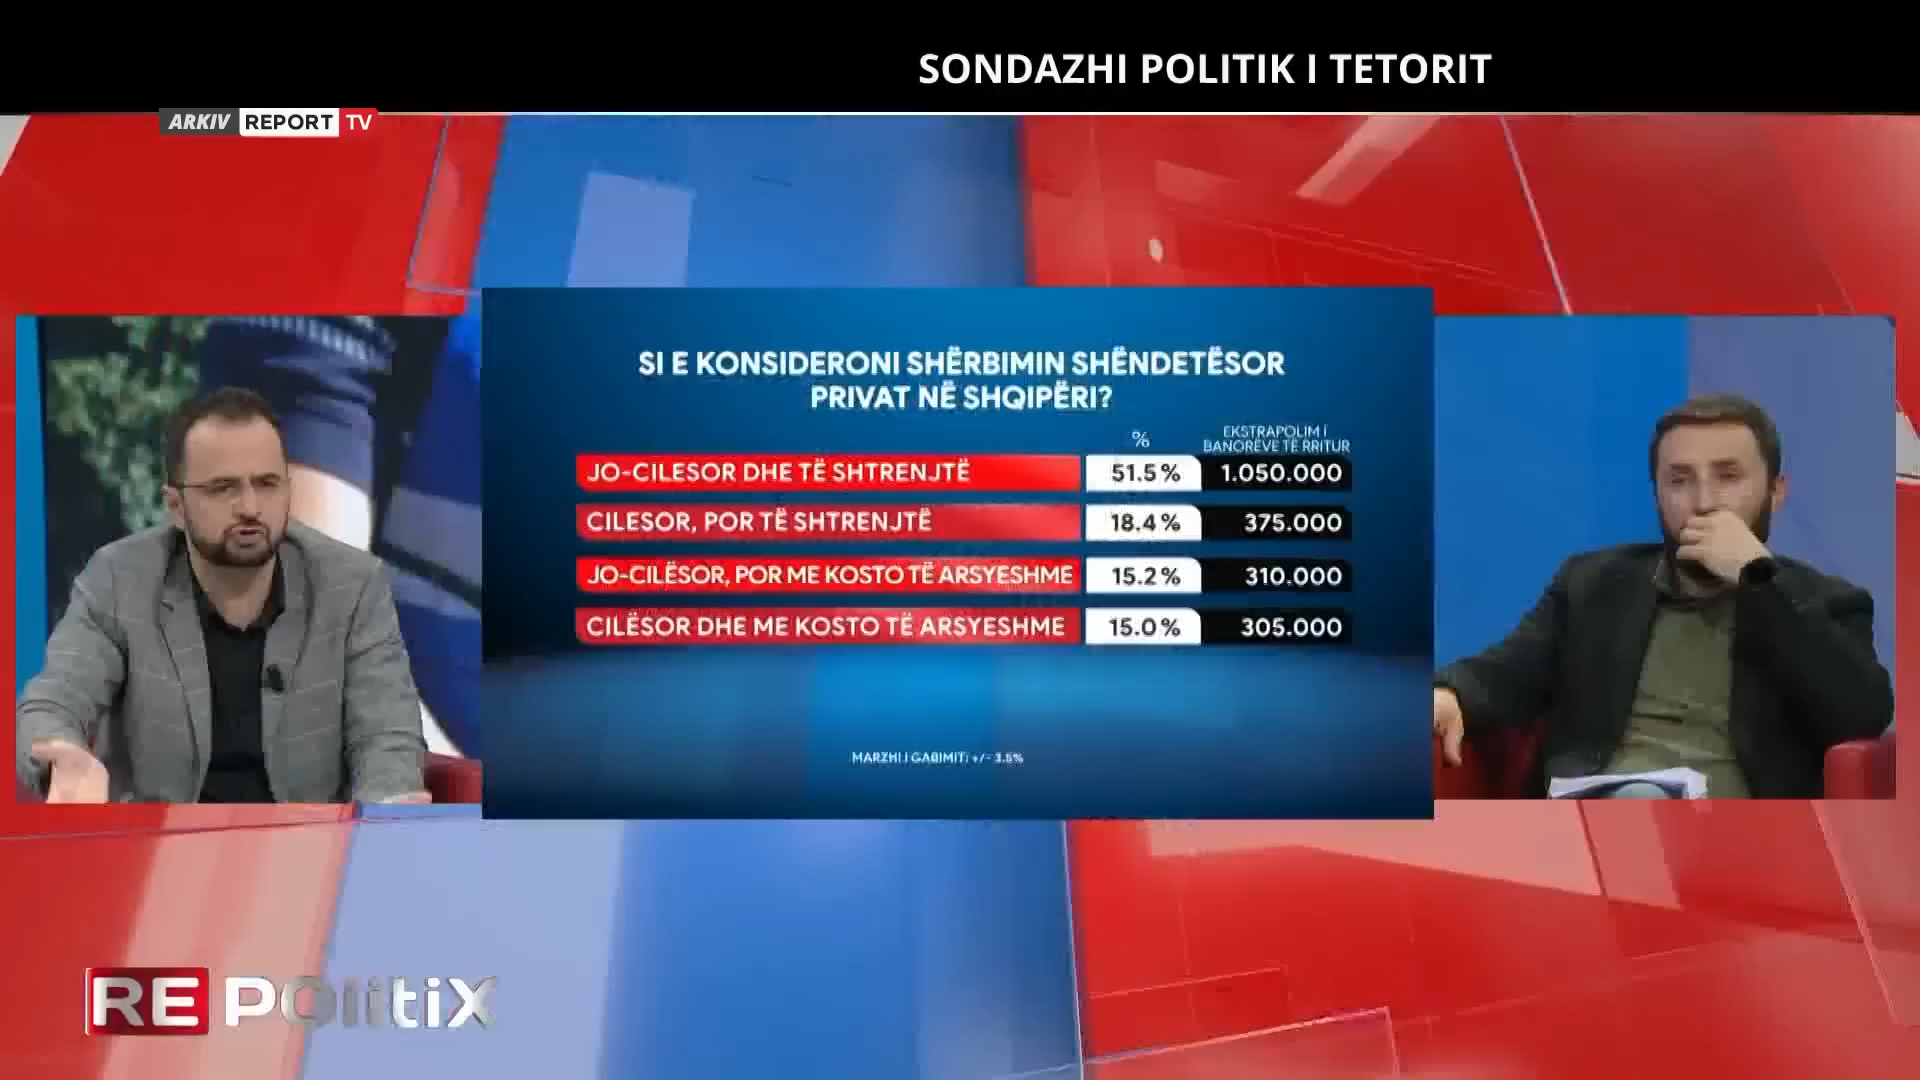 SONDAZHI POLITIK I TETORIT
ARKIV REPORT TV
SI E KONSIDERONI SHËRBIMIN SHËNDETËSOR
PRIVAT NË SHQIPËRI?
% EKSTRAPOLIM I
BANORËVE TË RRITUR
JO-CILESOR DHE TË SHTRENJTË 51.5% 1.050.000
CILESOR, POR TË SHTRENJTË 18.4% 375.000
JO-CILËSOR, POR ME KOSTO TË ARSYESHME 15.2% 310.000
CILËSOR DHE ME KOSTO TË ARSYESHME 15.0% 305.000
MARZHI I GABIMIT: +/- 3.5%
REPOlitiX